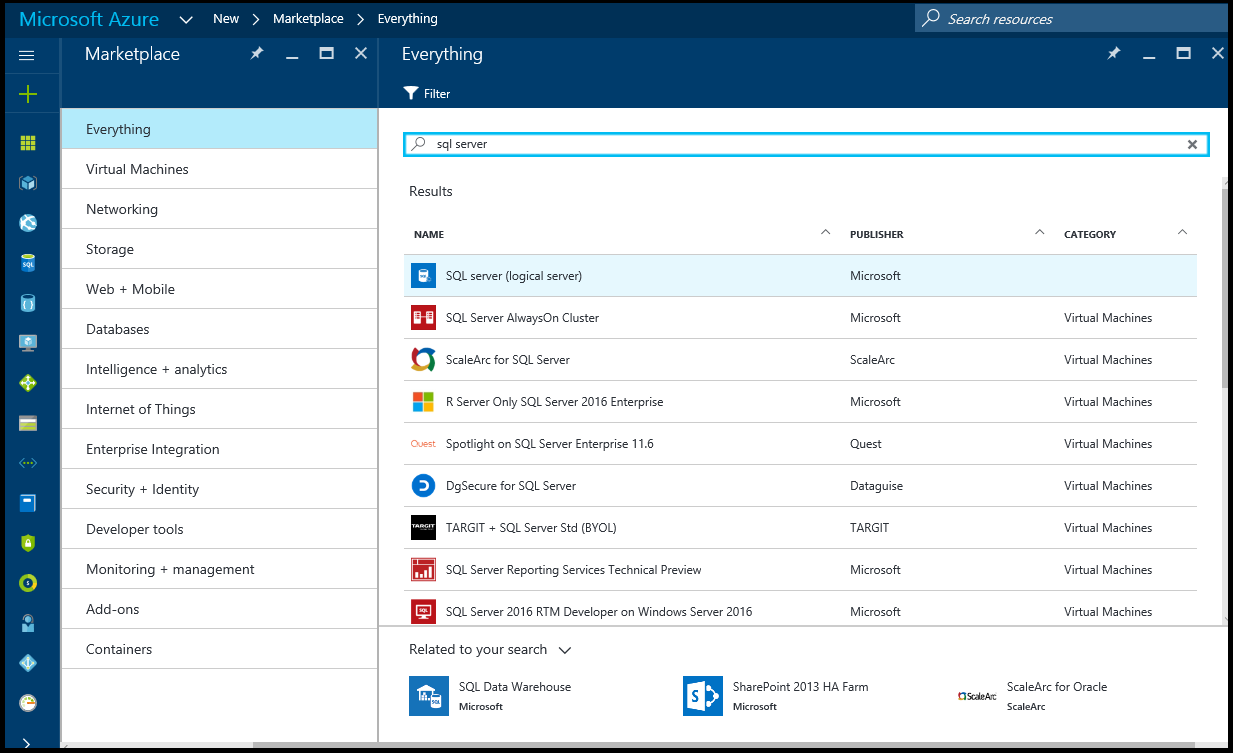 Microsoft Azure New Marketplace Everything Search resources
Marketplace
Everything
Virtual Machines
Networking
Storage
Web + Mobile
Databases
Intelligence + analytics
Internet of Things
Enterprise Integration
Security + Identity
Developer tools
Monitoring + management
Add-ons
Containers
Everything
Filter
sql server
Results
NAME PUBLISHER CATEGORY
SQL server (logical server) Microsoft
SQL Server AlwaysOn Cluster Microsoft Virtual Machines
ScaleArc for SQL Server ScaleArc Virtual Machines
R Server Only SQL Server 2016 Enterprise Microsoft Virtual Machines
Quest Spotlight on SQL Server Enterprise 11.6 Quest Virtual Machines
DgSecure for SQL Server Dataguise Virtual Machines
TARGIT TARGIT + SQL Server Std (BYOL) TARGIT Virtual Machines
SQL Server Reporting Services Technical Preview Microsoft Virtual Machines
SQL Server 2016 RTM Developer on Windows Server 2016 Microsoft Virtual Machines
Related to your search
SQL Data Warehouse
Microsoft
SharePoint 2013 HA Farm
Microsoft
ScaleArc
ScaleArc for Oracle
ScaleArc